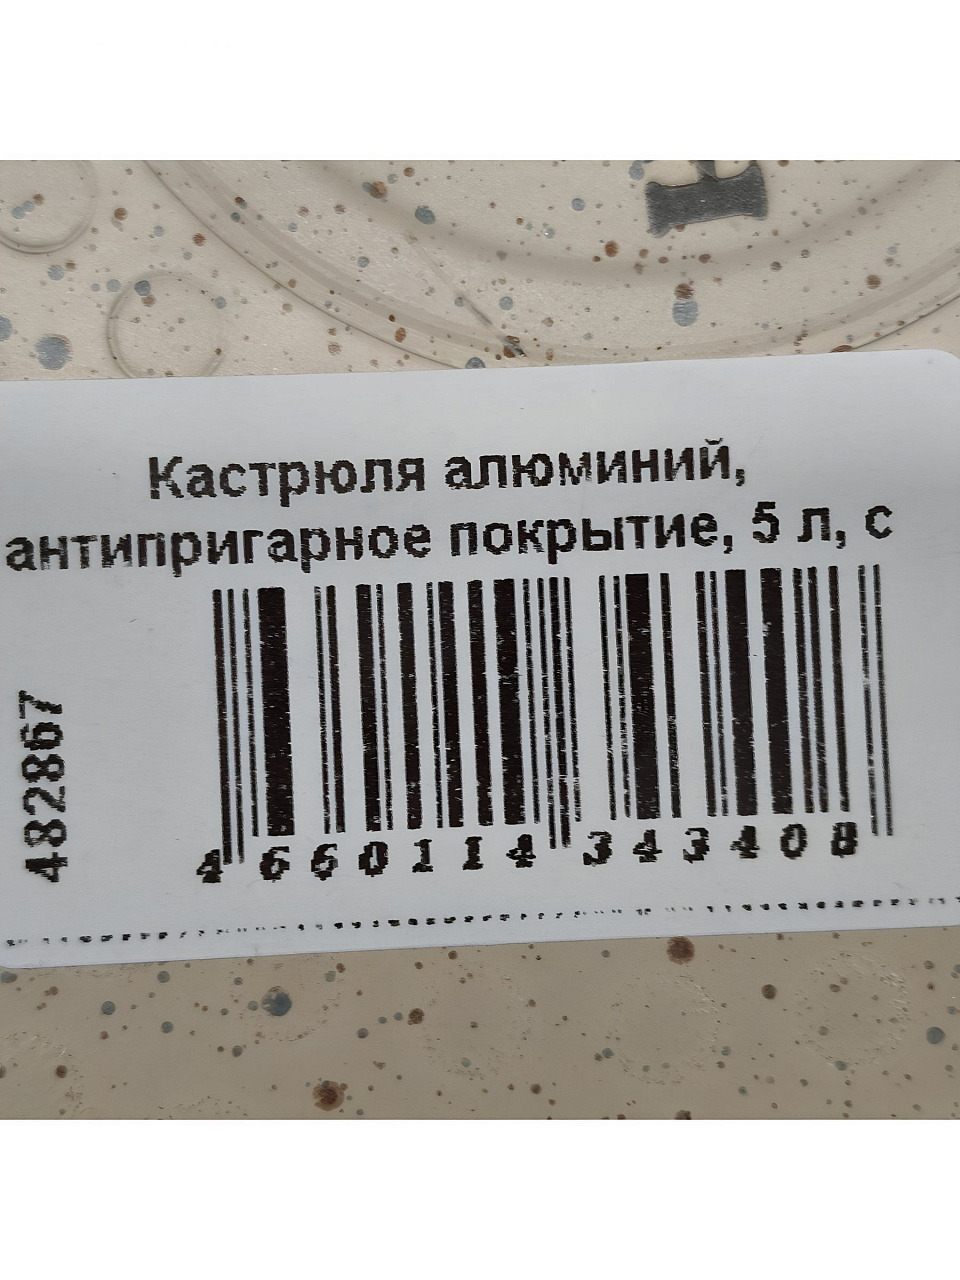 Кастрюля алюминий,
антипригарное покрытие, 5 л, с
482867
4 660114 343408